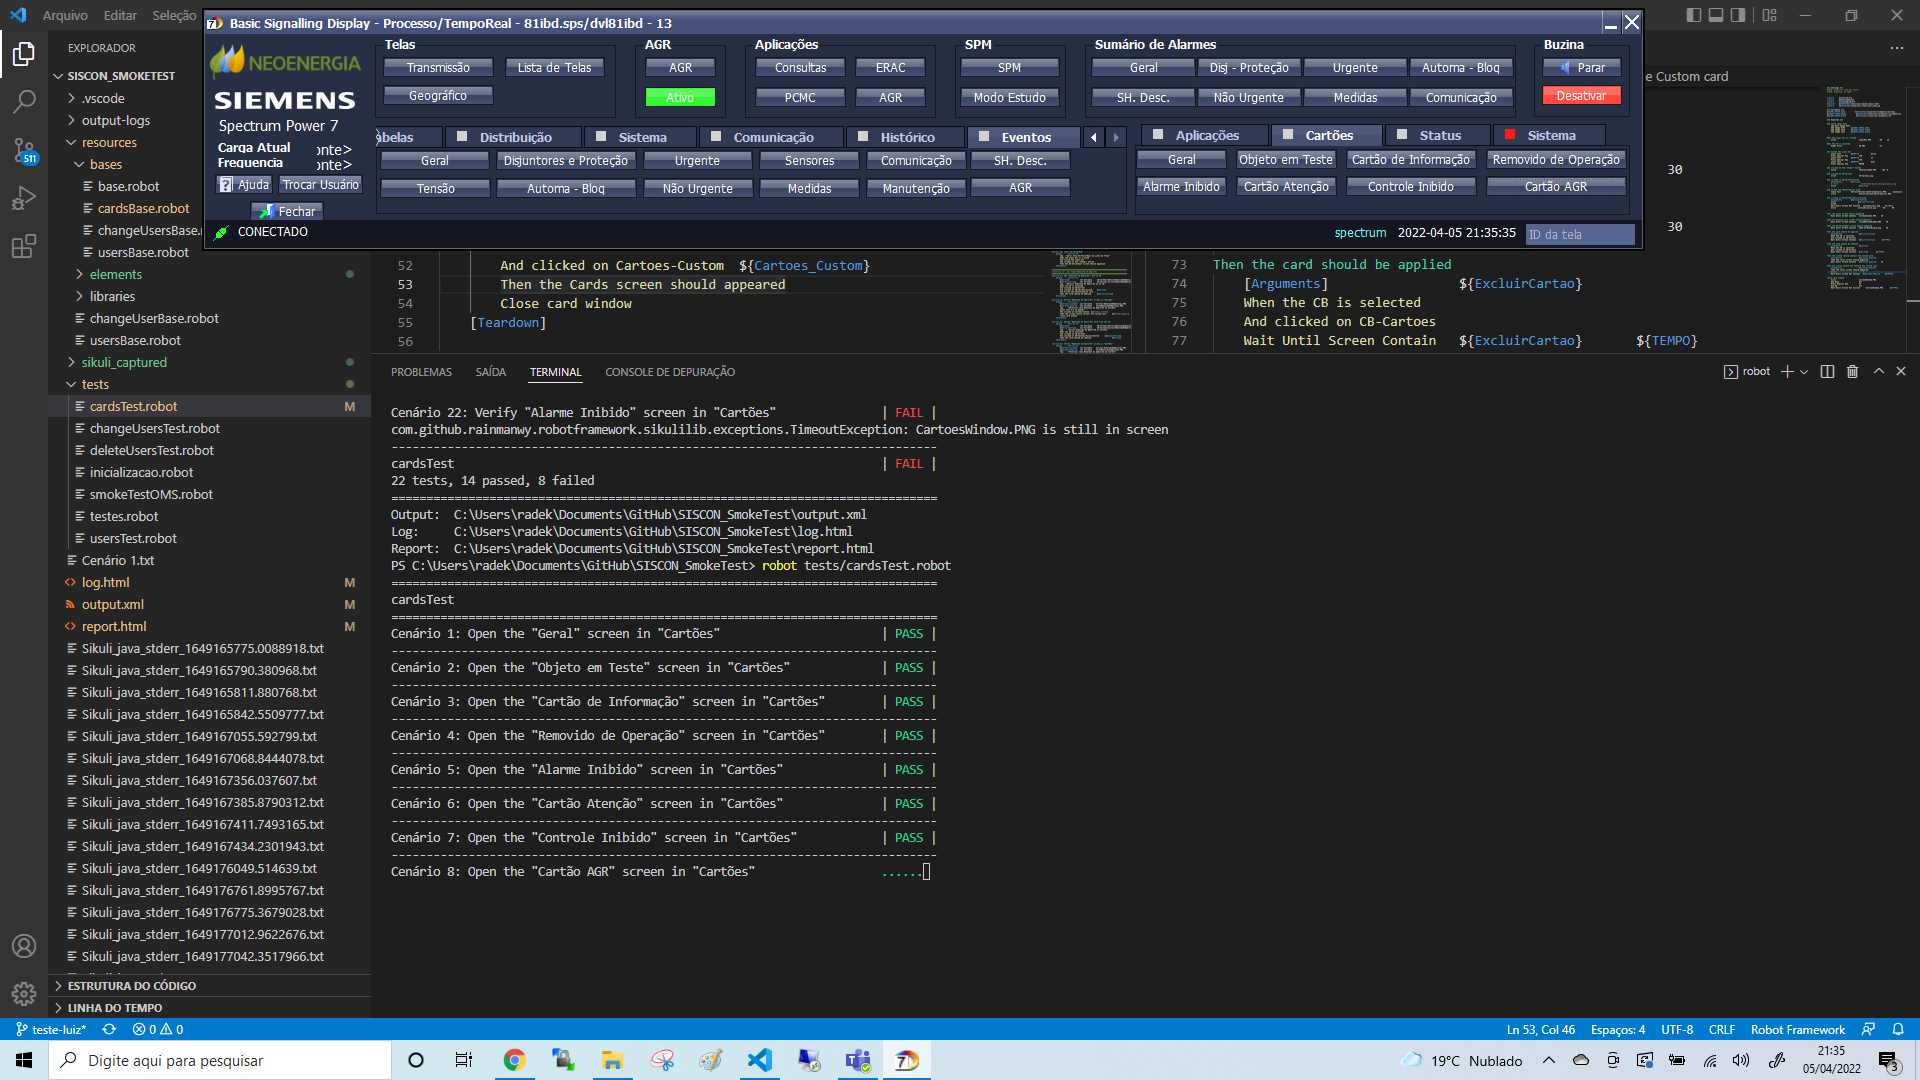 Arquivo Editar Seleção
Basic Signalling Display - Processo/TempoReal - 81ibd.sps/dvl81ibd - 13
NEOENERGIA
SIEMENS
Spectrum Power 7
Carga Atual onte>
Frequencia onte>
Ajuda Trocar Usuário
Fechar
Telas
Transmissão Lista de Telas
Geográfico
AGR
AGR
Ativo
Aplicações
Consultas ERAC
PCMC AGR
SPM
SPM
Modo Estudo
Sumário de Alarmes
Geral Disj - Proteção Urgente Automa - Bloq
SH. Desc. Não Urgente Medidas Comunicação
Buzina
Parar
Desativar
abelas Distribuição Sistema Comunicação Histórico Eventos
Geral Disjuntores e Proteção Urgente Sensores Comunicação SH. Desc.
Tensão Automa - Bloq Não Urgente Medidas Manutenção AGR
Aplicações Cartões Status Sistema
Geral Objeto em Teste Cartão de Informação Removido de Operação
Alarme Inibido Cartão Atenção Controle Inibido Cartão AGR
CONECTADO
spectrum 2022-04-05 21:35:35 ID da tela
e Custom card
30
30
EXPLORADOR
SISCON_SMOKETEST
.vscode
output-logs
resources
bases
base.robot
cardsBase.robot
changeUsersBase.
usersBase.robot
elements
libraries
changeUserBase.robot
usersBase.robot
sikuli_captured
tests
cardsTest.robot M
changeUsersTest.robot
deleteUsersTest.robot
inicializacao.robot
smokeTestOMS.robot
testes.robot
usersTest.robot
Cenário 1.txt
log.html M
output.xml M
report.html M
Sikuli_java_stderr_1649165775.0088918.txt
Sikuli_java_stderr_1649165790.380968.txt
Sikuli_java_stderr_1649165811.880768.txt
Sikuli_java_stderr_1649165842.5509777.txt
Sikuli_java_stderr_1649167055.592799.txt
Sikuli_java_stderr_1649167068.8444078.txt
Sikuli_java_stderr_1649167356.037607.txt
Sikuli_java_stderr_1649167385.8790312.txt
Sikuli_java_stderr_1649167411.7493165.txt
Sikuli_java_stderr_1649167434.2301943.txt
Sikuli_java_stderr_1649176049.514639.txt
Sikuli_java_stderr_1649176761.8995767.txt
Sikuli_java_stderr_1649176775.3679028.txt
Sikuli_java_stderr_1649177012.9622676.txt
Sikuli_java_stderr_1649177042.3517966.txt
ESTRUTURA DO CÓDIGO
LINHA DO TEMPO
511
52 And clicked on Cartoes-Custom ${Cartoes_Custom}
53 Then the Cards screen should appeared
54 Close card window
55 [Teardown]
56
73 Then the card should be applied
74 [Arguments] ${ExcluirCartao}
75 When the CB is selected
76 And clicked on CB-Cartoes
77 Wait Until Screen Contain ${ExcluirCartao} ${TEMPO}
PROBLEMAS SAÍDA TERMINAL CONSOLE DE DEPURAÇÃO
robot
Cenário 22: Verify "Alarme Inibido" screen in "Cartões" | FAIL |
com.github.rainmanwy.robotframework.sikulilib.exceptions.TimeoutException: CartoesWindow.PNG is still in screen
------------------------------------------------------------------------------
cardsTest | FAIL |
22 tests, 14 passed, 8 failed
==============================================================================
Output: C:\Users\radek\Documents\GitHub\SISCON_SmokeTest\output.xml
Log: C:\Users\radek\Documents\GitHub\SISCON_SmokeTest\log.html
Report: C:\Users\radek\Documents\GitHub\SISCON_SmokeTest\report.html
PS C:\Users\radek\Documents\GitHub\SISCON_SmokeTest> robot tests/cardsTest.robot
==============================================================================
cardsTest
==============================================================================
Cenário 1: Open the "Geral" screen in "Cartões" | PASS |
------------------------------------------------------------------------------
Cenário 2: Open the "Objeto em Teste" screen in "Cartões" | PASS |
------------------------------------------------------------------------------
Cenário 3: Open the "Cartão de Informação" screen in "Cartões" | PASS |
------------------------------------------------------------------------------
Cenário 4: Open the "Removido de Operação" screen in "Cartões" | PASS |
------------------------------------------------------------------------------
Cenário 5: Open the "Alarme Inibido" screen in "Cartões" | PASS |
------------------------------------------------------------------------------
Cenário 6: Open the "Cartão Atenção" screen in "Cartões" | PASS |
------------------------------------------------------------------------------
Cenário 7: Open the "Controle Inibido" screen in "Cartões" | PASS |
------------------------------------------------------------------------------
Cenário 8: Open the "Cartão AGR" screen in "Cartões" ......
teste-luiz* 0 0
Ln 53, Col 46 Espaços: 4 UTF-8 CRLF Robot Framework
Digite aqui para pesquisar
19°C Nublado
21:35
05/04/2022
3